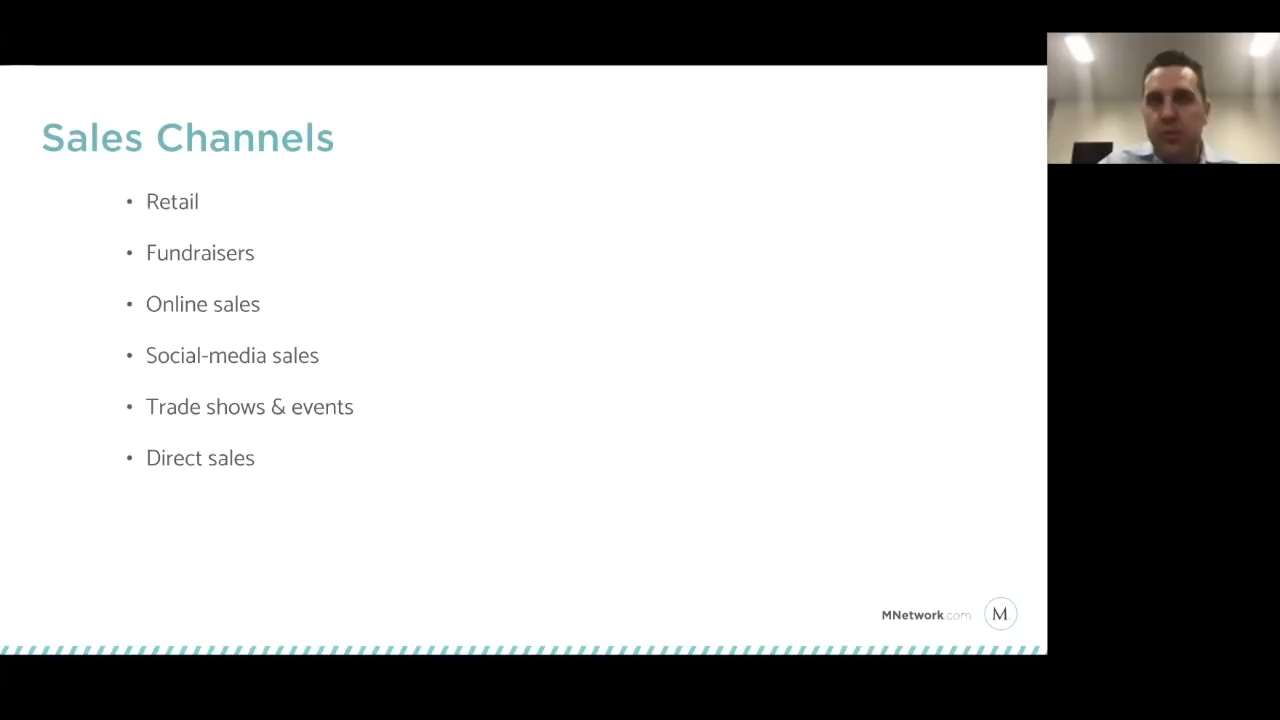 Sales Channels
• Retail
• Fundraisers
• Online sales
• Social-media sales
• Trade shows & events
• Direct sales
MNetwork.com M.